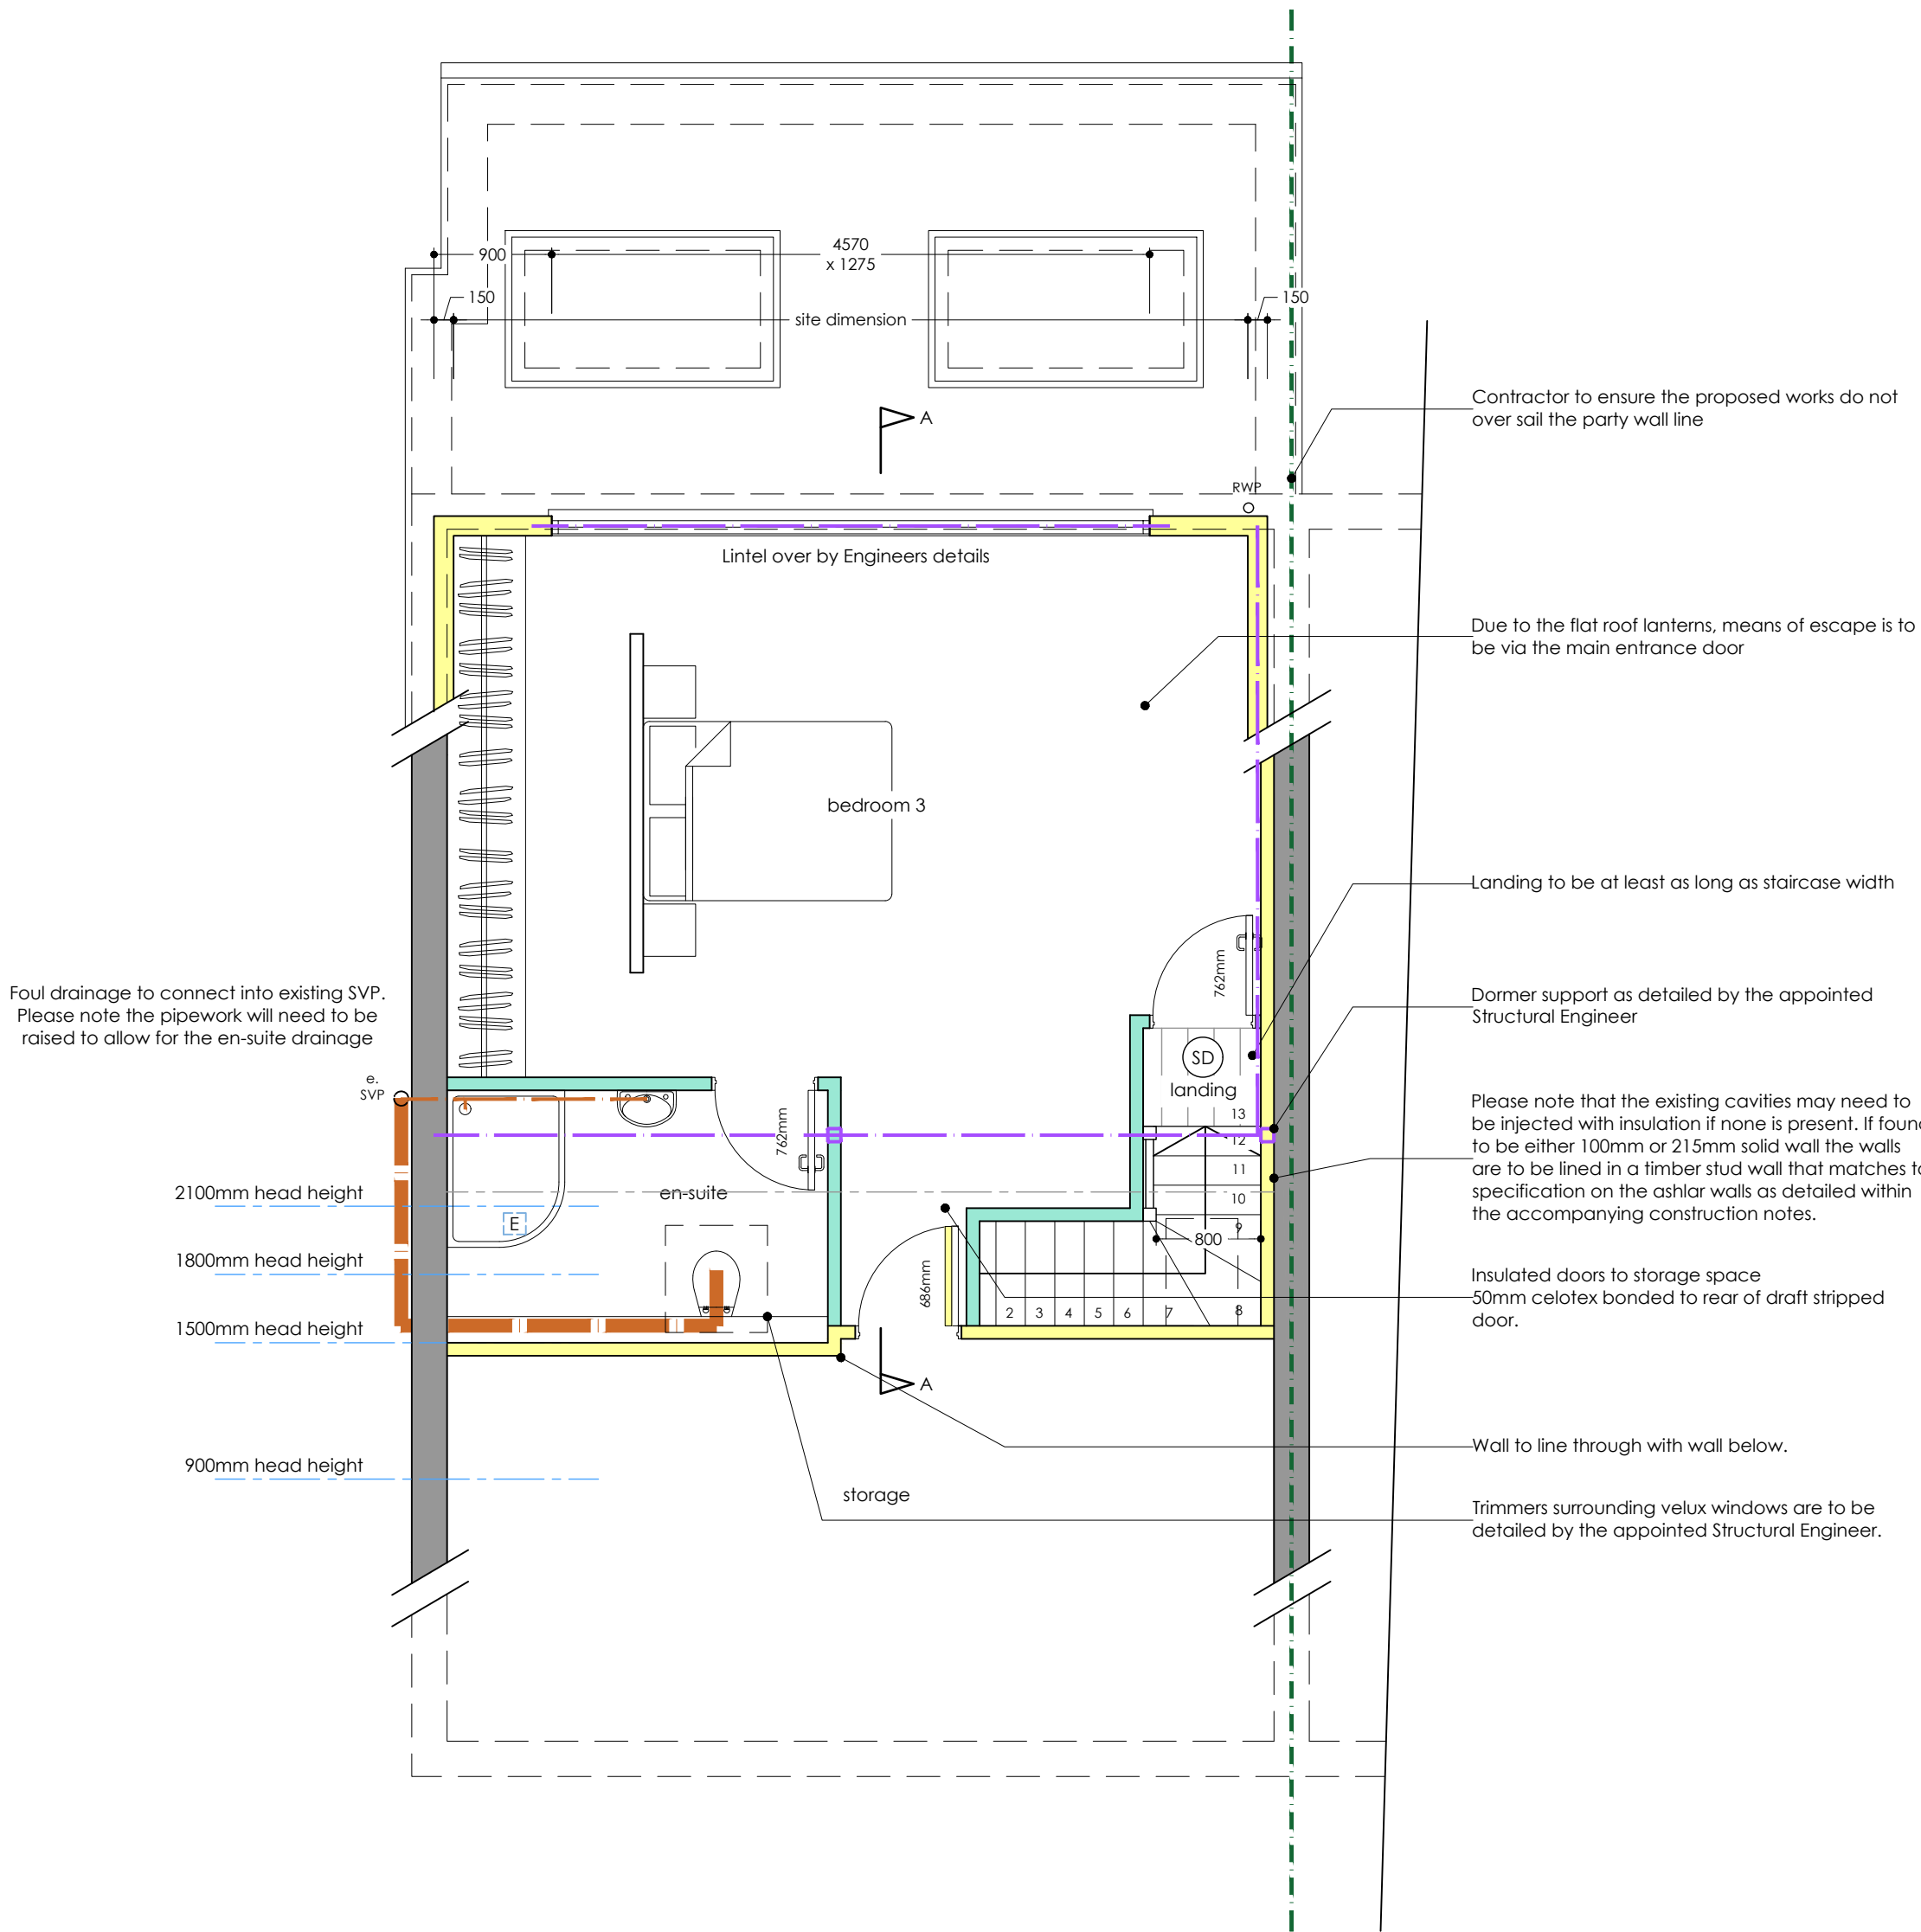 900
4570
x 1275
150
site dimension
150
A
Contractor to ensure the proposed works do not
over sail the party wall line
RWP
Lintel over by Engineers details
Due to the flat roof lanterns, means of escape is to
be via the main entrance door
bedroom 3
Landing to be at least as long as staircase width
762mm
Foul drainage to connect into existing SVP.
Please note the pipework will need to be
raised to allow for the en-suite drainage
Dormer support as detailed by the appointed
Structural Engineer
SD
landing
e.
SVP
13
12
11
10
9
8
7
6
5
4
3
2
800
762mm
Please note that the existing cavities may need to
be injected with insulation if none is present. If foun
to be either 100mm or 215mm solid wall the walls
are to be lined in a timber stud wall that matches t
specification on the ashlar walls as detailed within
the accompanying construction notes.
en-suite
E
2100mm head height
1800mm head height
1500mm head height
900mm head height
686mm
Insulated doors to storage space
50mm celotex bonded to rear of draft stripped
door.
A
Wall to line through with wall below.
storage
Trimmers surrounding velux windows are to be
detailed by the appointed Structural Engineer.